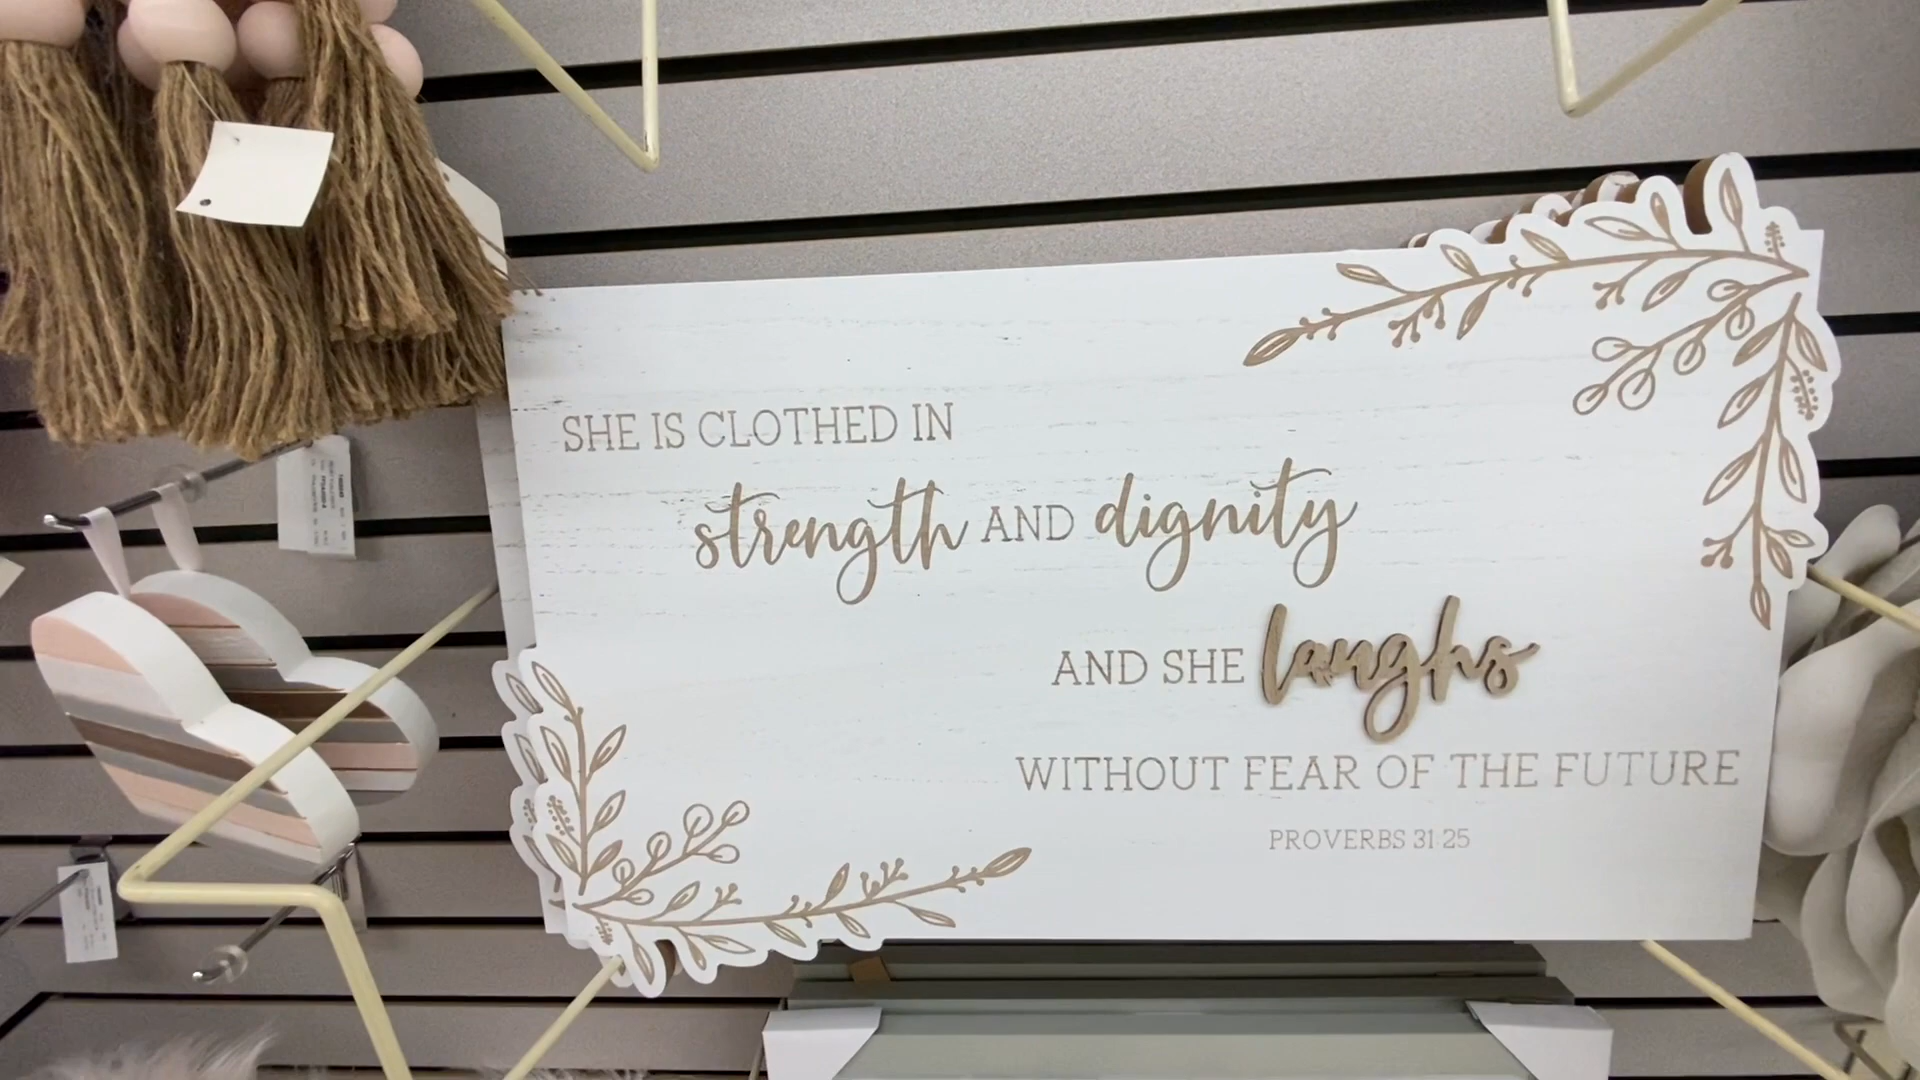 SHE IS CLOTHED IN
strength AND dignity
AND SHE laughs
WITHOUT FEAR OF THE FUTURE
PROVERBS 31:25